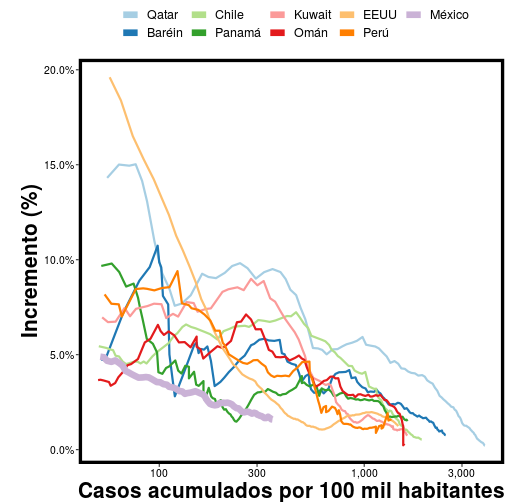 Qatar Chile Kuwait EEUU México
Baréin Panamá Omán Perú
20.0%
15.0%
10.0%
5.0%
0.0%
Incremento (%)
100 300 1,000 3,000
Casos acumulados por 100 mil habitantes